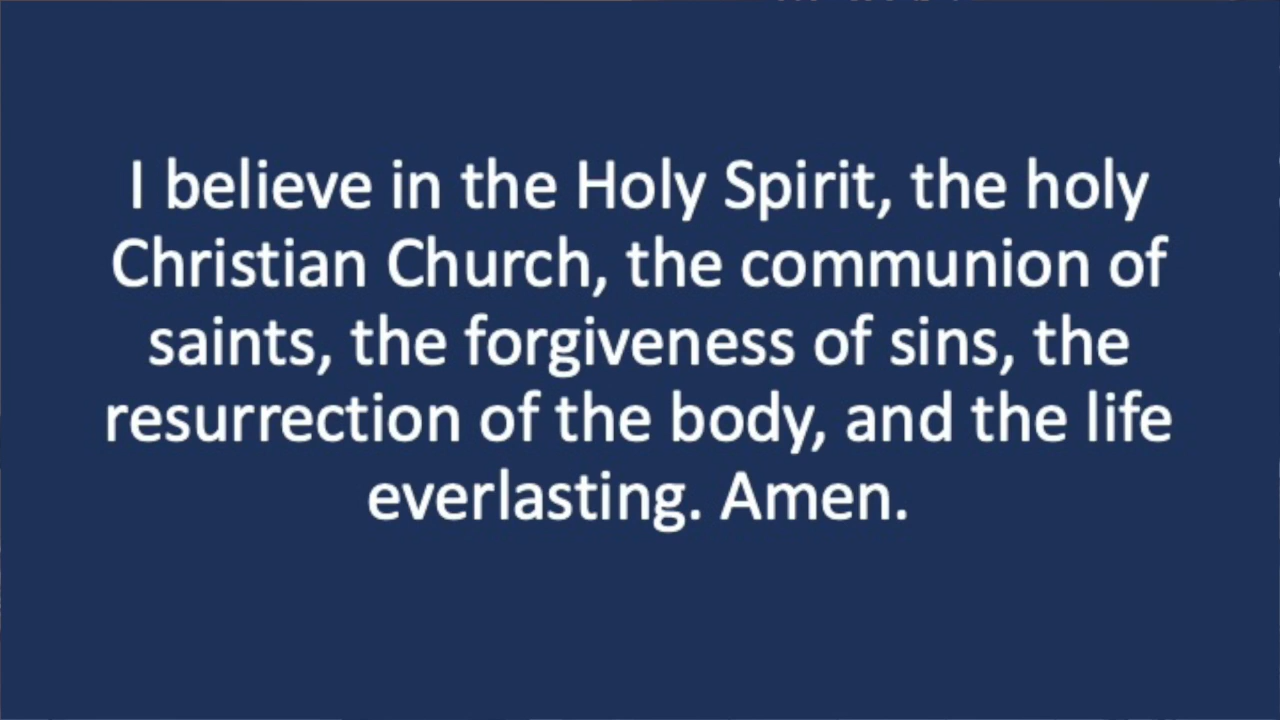 I believe in the Holy Spirit, the holy
Christian Church, the communion of
saints, the forgiveness of sins, the
resurrection of the body, and the life
everlasting. Amen.